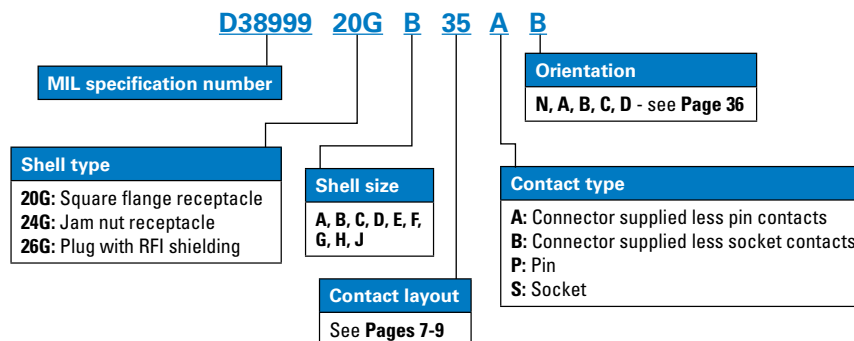 D38999 20G B 35 A B
MIL specification number
Orientation
N, A, B, C, D - see Page 36
Shell type
20G: Square flange receptacle
24G: Jam nut receptacle
26G: Plug with RFI shielding
Shell size
A, B, C, D, E, F,
G, H, J
Contact type
A: Connector supplied less pin contacts
B: Connector supplied less socket contacts
P: Pin
S: Socket
Contact layout
See Pages 7-9